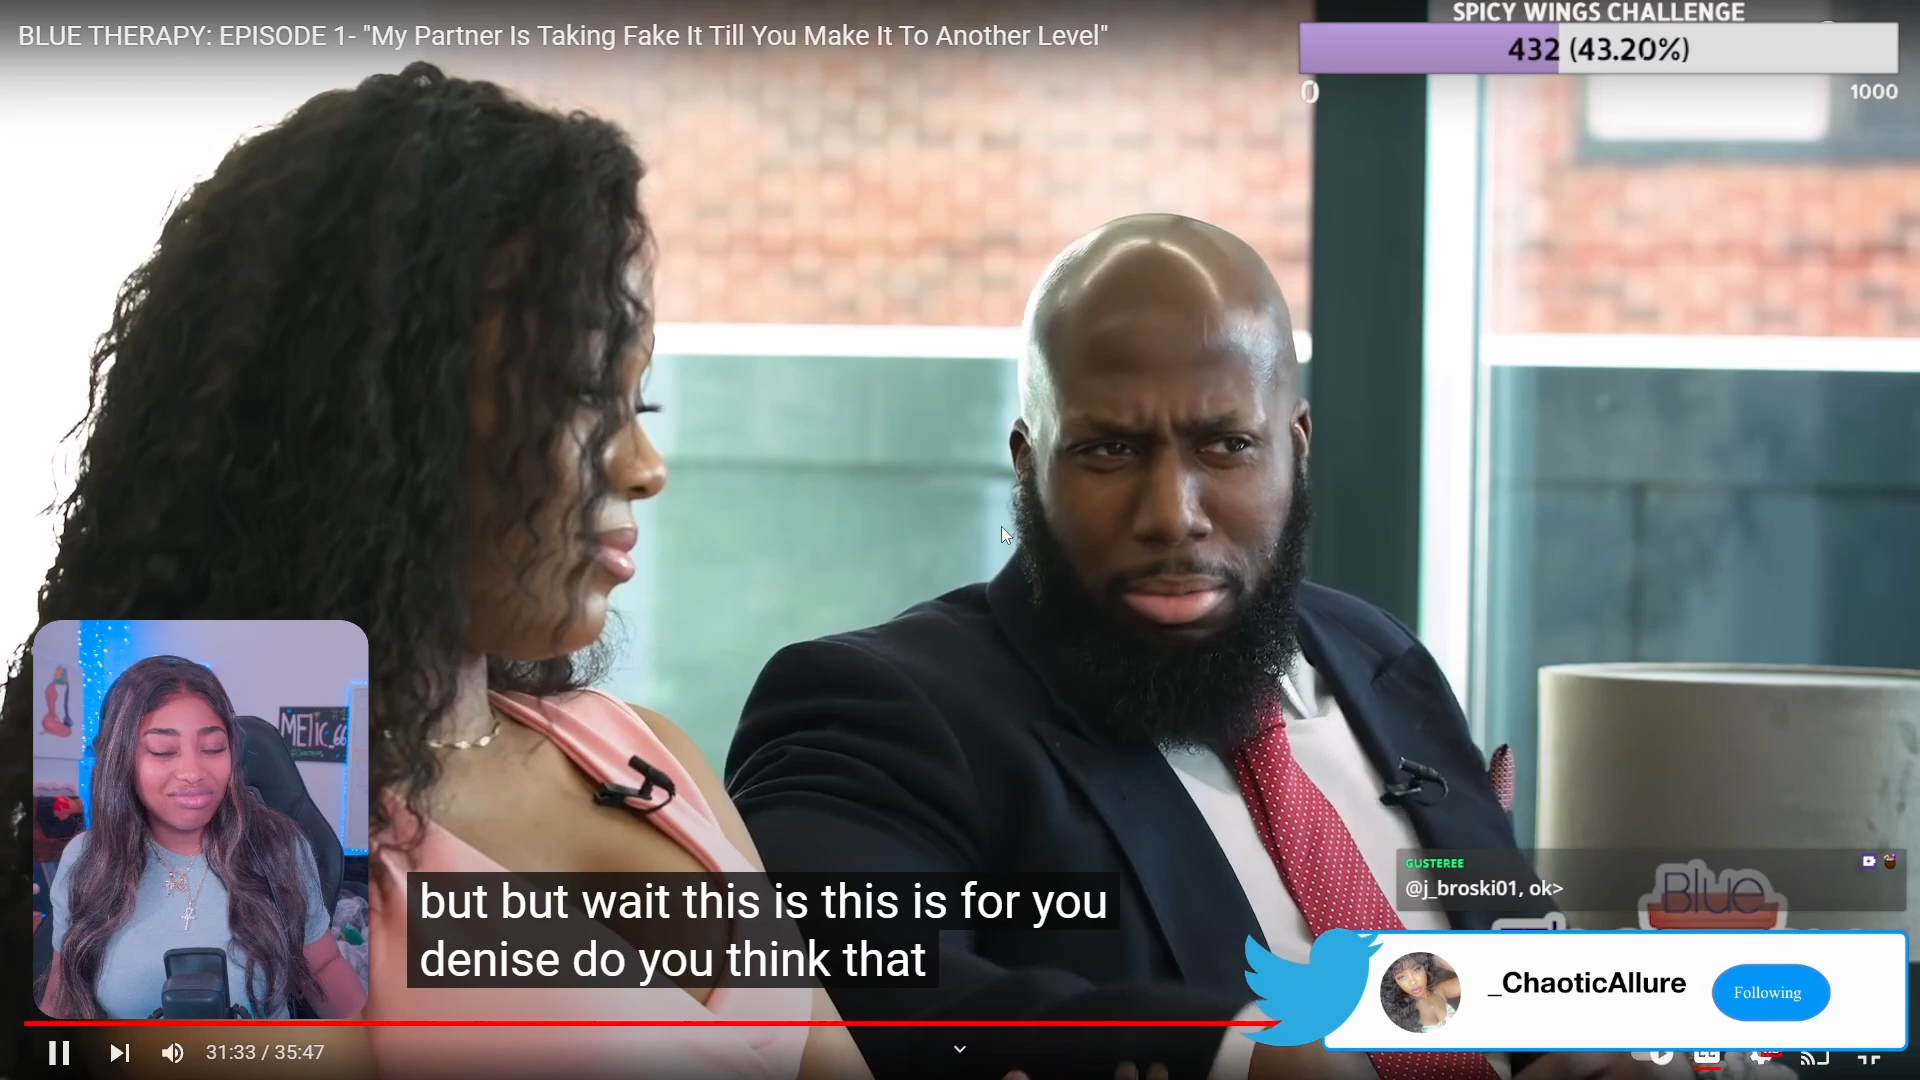 BLUE THERAPY: EPISODE 1- "My Partner Is Taking Fake It Till You Make It To Another Level"
SPICY WINGS CHALLENGE
432 (43.20%)
0
1000
METIC_66
but but wait this is this is for you
denise do you think that
GUSTEREE
@j_broski01, ok>
Blue
_ChaoticAllure
Following
31:33 / 35:47